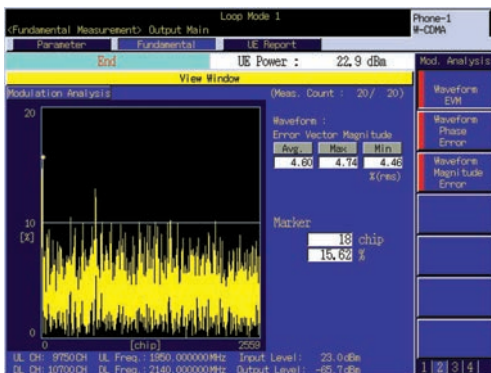 Loop Mode 1
Phone-1
<Fundamental Measurement> Output Main
W-CDMA
Parameter Fundamental UE Report
End UE Power : 22.9 dBm
Mod. Analysis
View Window
Modulation Analysis (Meas. Count : 20/ 20)
Waveform
EVM
Waveform
Phase
Error
Waveform
Magnitude
Error
20
10
[%]
0
0 [chip] 2559
Waveform :
Error Vector Magnitude
Avg. Max Min
4.60 4.74 4.46
%(rms)
Marker
18 chip
15.62 %
UL CH: 9750CH UL Freq.: 1950.000000MHz Input Level: 23.0dBm
DL CH: 10700CH DL Freq.: 2140.000000MHz Output Level: -65.7dBm
1 2 3 4